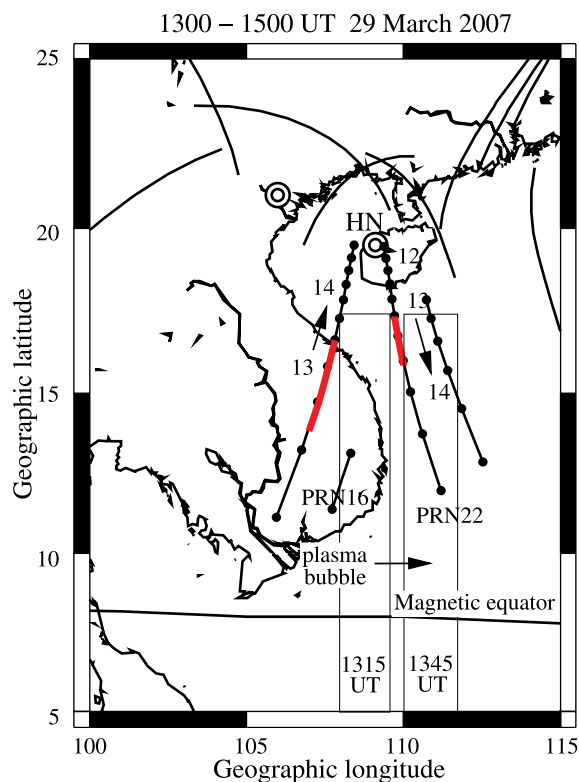 1300 – 1500 UT 29 March 2007
25
20
15
10
5
Geographic latitude
HN
12
14
13
13
14
PRN16
PRN22
plasma
bubble
Magnetic equator
1315
UT
1345
UT
100
105
110
115
Geographic longitude